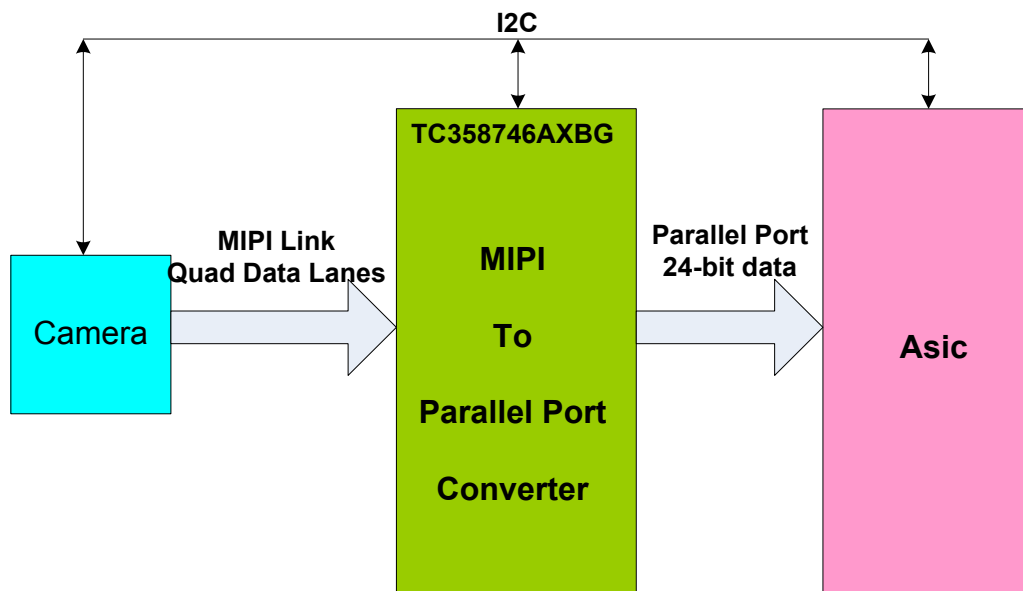 I2C
TC358746AXBG
MIPI Link
Quad Data Lanes
Parallel Port
24-bit data
Camera
MIPI
To
Parallel Port
Converter
Asic